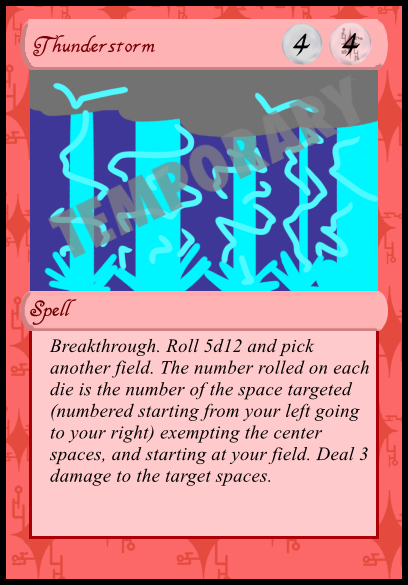 Thunderstorm 4 4
TEMPORARY
Spell
Breakthrough. Roll 5d12 and pick
another field. The number rolled on each
die is the number of the space targeted
(numbered starting from your left going
to your right) exempting the center
spaces, and starting at your field. Deal 3
damage to the target spaces.